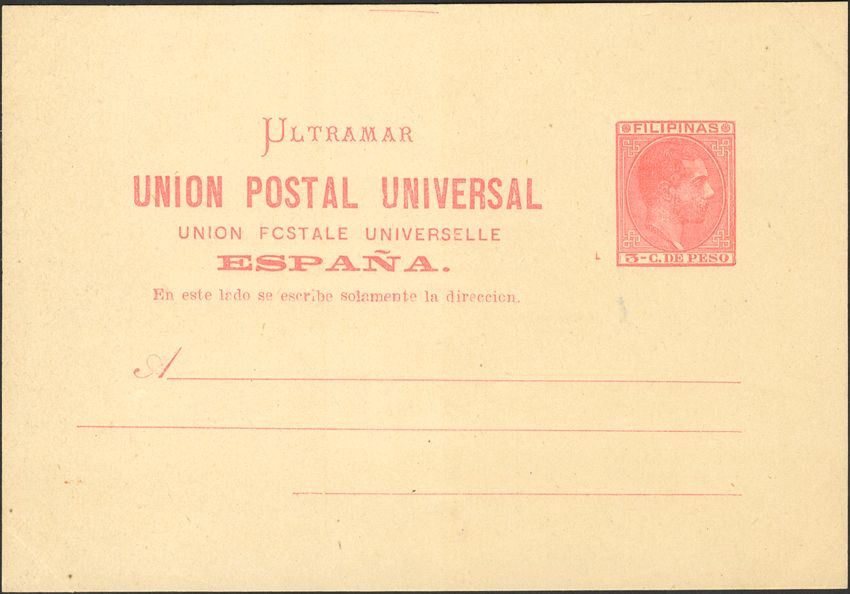 ULTRAMAR
UNION POSTAL UNIVERSAL
UNION FCSTALE UNIVERSELLE
ESPAÑA.
En este lado se escribe solamente la direccion.
A
FILIPINAS
3-C. DE PESO
L